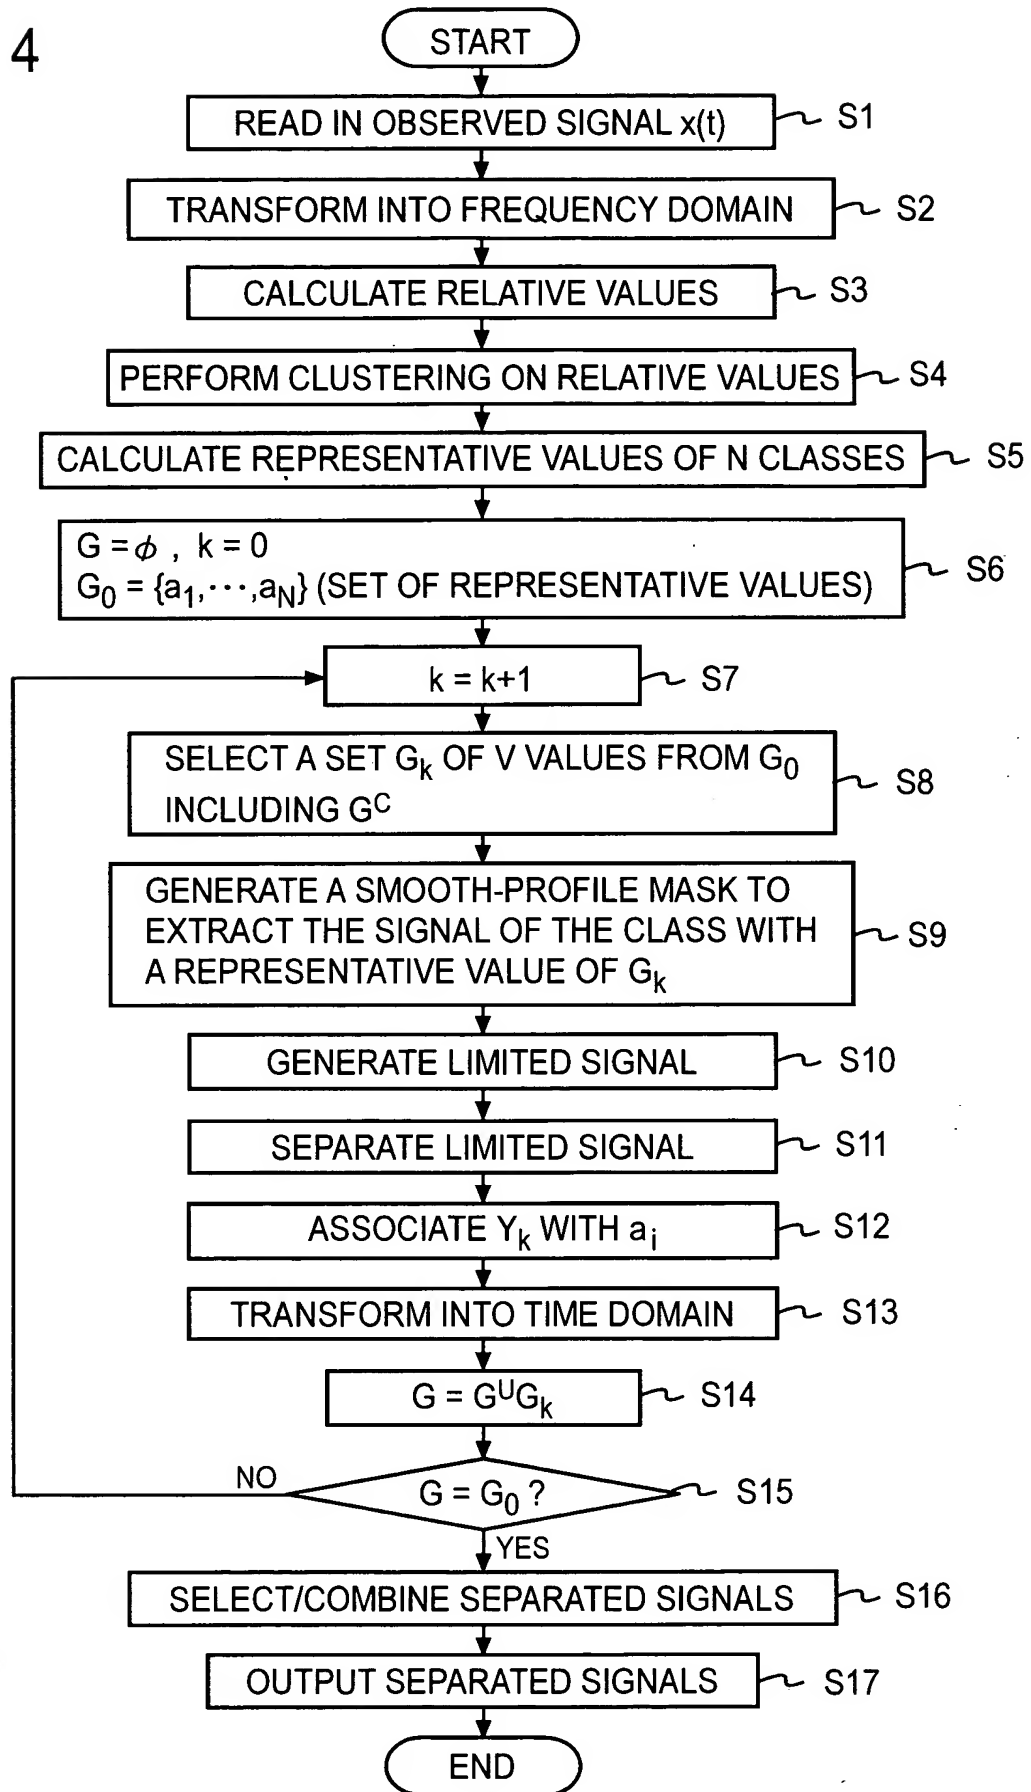 4
START
READ IN OBSERVED SIGNAL x(t)
S1
TRANSFORM INTO FREQUENCY DOMAIN
S2
CALCULATE RELATIVE VALUES
S3
PERFORM CLUSTERING ON RELATIVE VALUES
S4
CALCULATE REPRESENTATIVE VALUES OF N CLASSES
S5
G = ϕ , k = 0
G₀ = {a₁,⋯,a_N} (SET OF REPRESENTATIVE VALUES)
S6
k = k+1
S7
SELECT A SET Gₖ OF V VALUES FROM G₀
INCLUDING Gᶜ
S8
GENERATE A SMOOTH-PROFILE MASK TO
EXTRACT THE SIGNAL OF THE CLASS WITH
A REPRESENTATIVE VALUE OF Gₖ
S9
GENERATE LIMITED SIGNAL
S10
SEPARATE LIMITED SIGNAL
S11
ASSOCIATE Yₖ WITH aᵢ
S12
TRANSFORM INTO TIME DOMAIN
S13
G = GᵁGₖ
S14
NO
G = G₀ ?
S15
YES
SELECT/COMBINE SEPARATED SIGNALS
S16
OUTPUT SEPARATED SIGNALS
S17
END